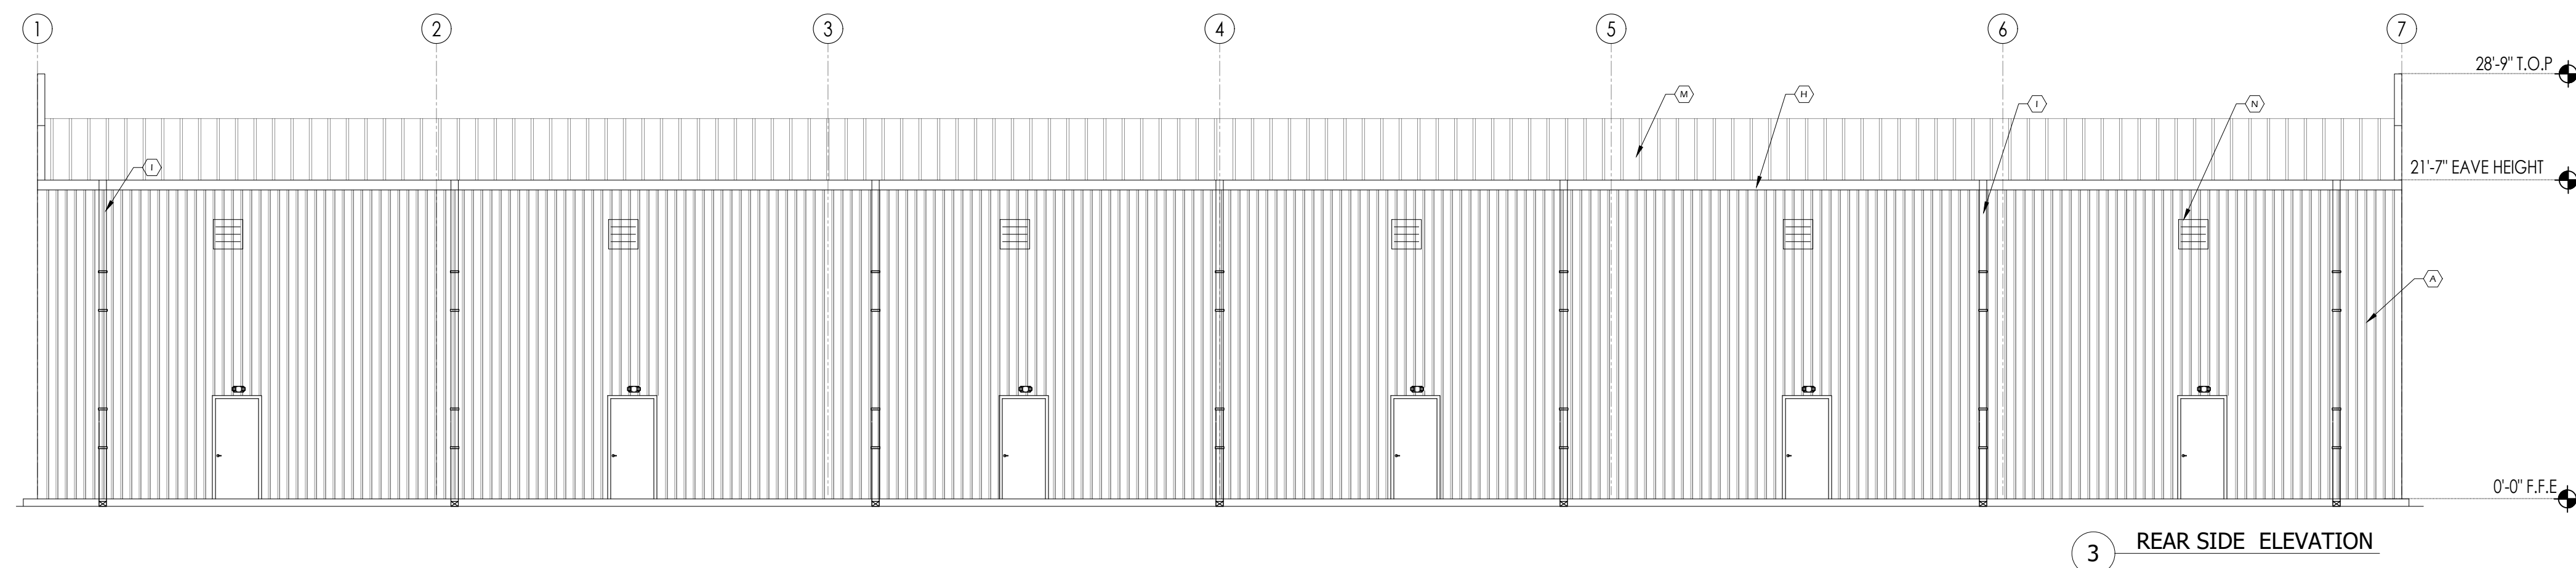 1 2 3 4 5 6 7
28'-9" T.O.P
M H I N
I
21'-7" EAVE HEIGHT
A
0'-0" F.F.E
3 REAR SIDE ELEVATION